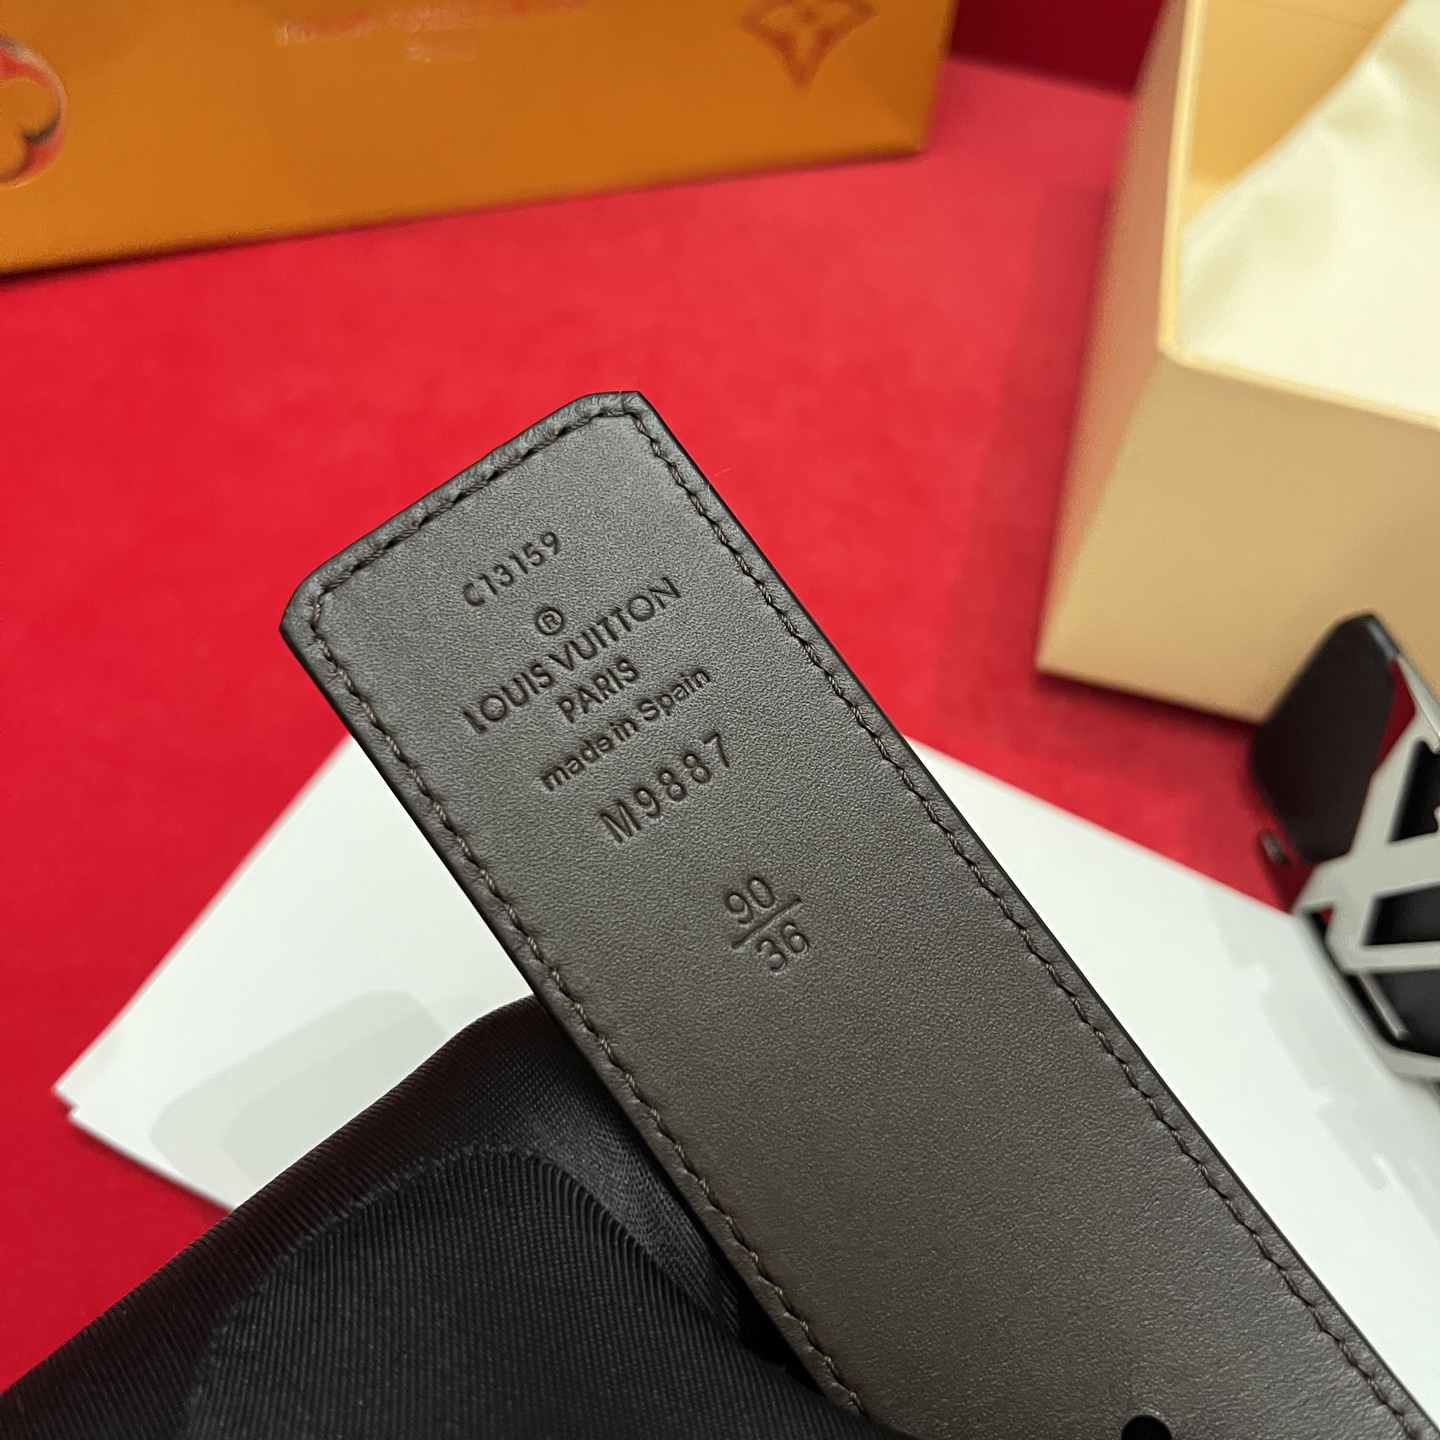 C13159
®
LOUIS VUITTON
PARIS
made in Spain
M9887
90
36